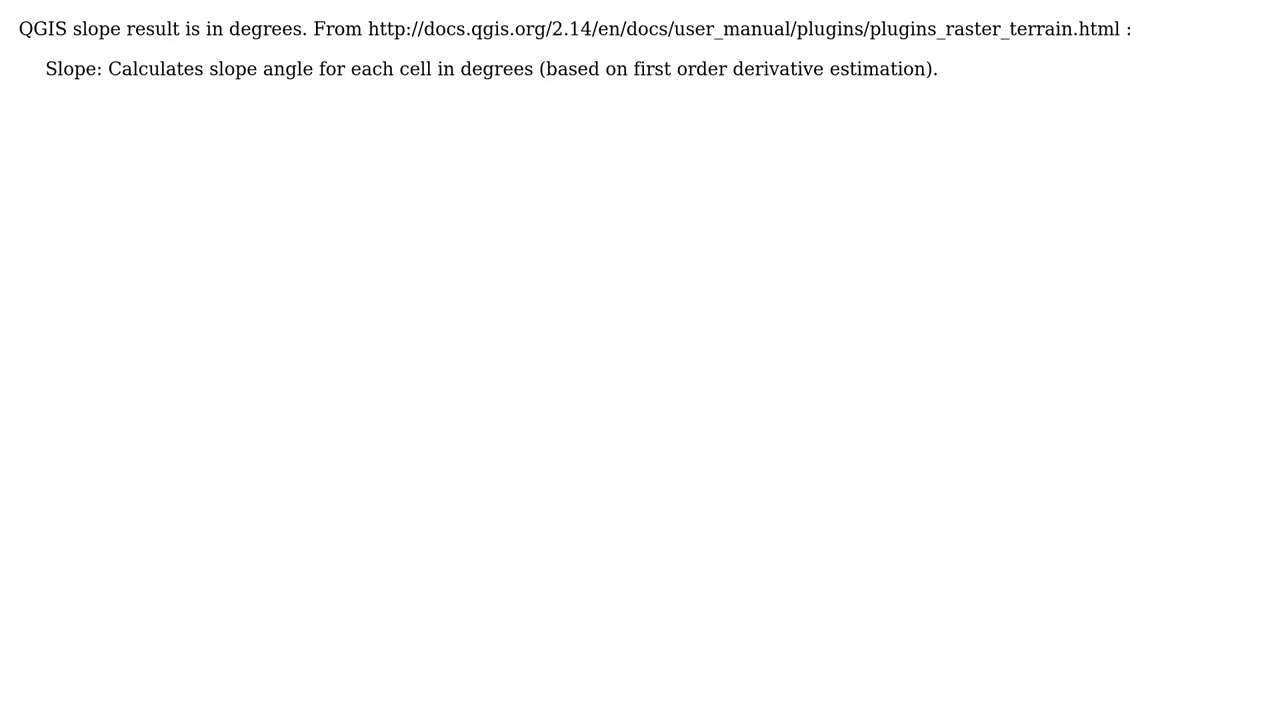 QGIS slope result is in degrees. From http://docs.qgis.org/2.14/en/docs/user_manual/plugins/plugins_raster_terrain.html :
Slope: Calculates slope angle for each cell in degrees (based on first order derivative estimation).